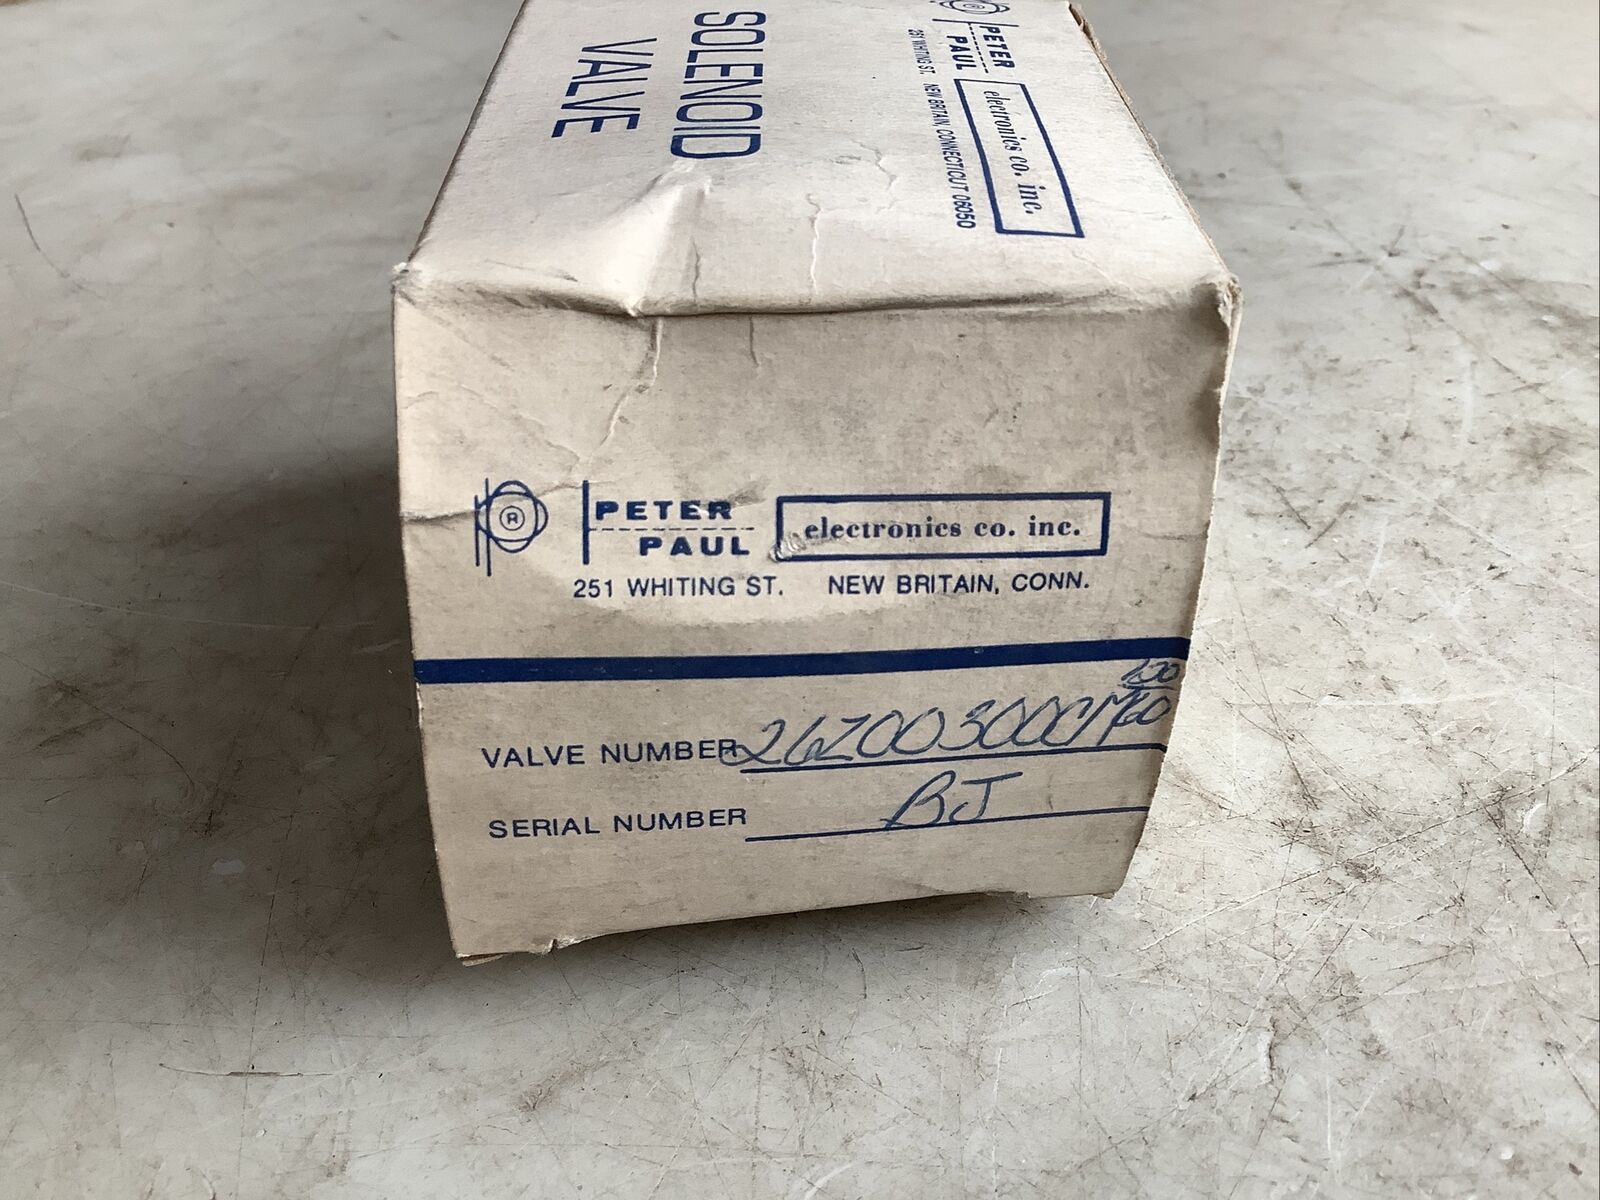 SOLENOID
VALVE
PETER
PAUL
electronics co. inc.
251 WHITING ST. NEW BRITAIN, CONNECTICUT 06050
R
PETER
PAUL
electronics co. inc.
251 WHITING ST. NEW BRITAIN, CONN.
VALVE NUMBER
SERIAL NUMBER BJ